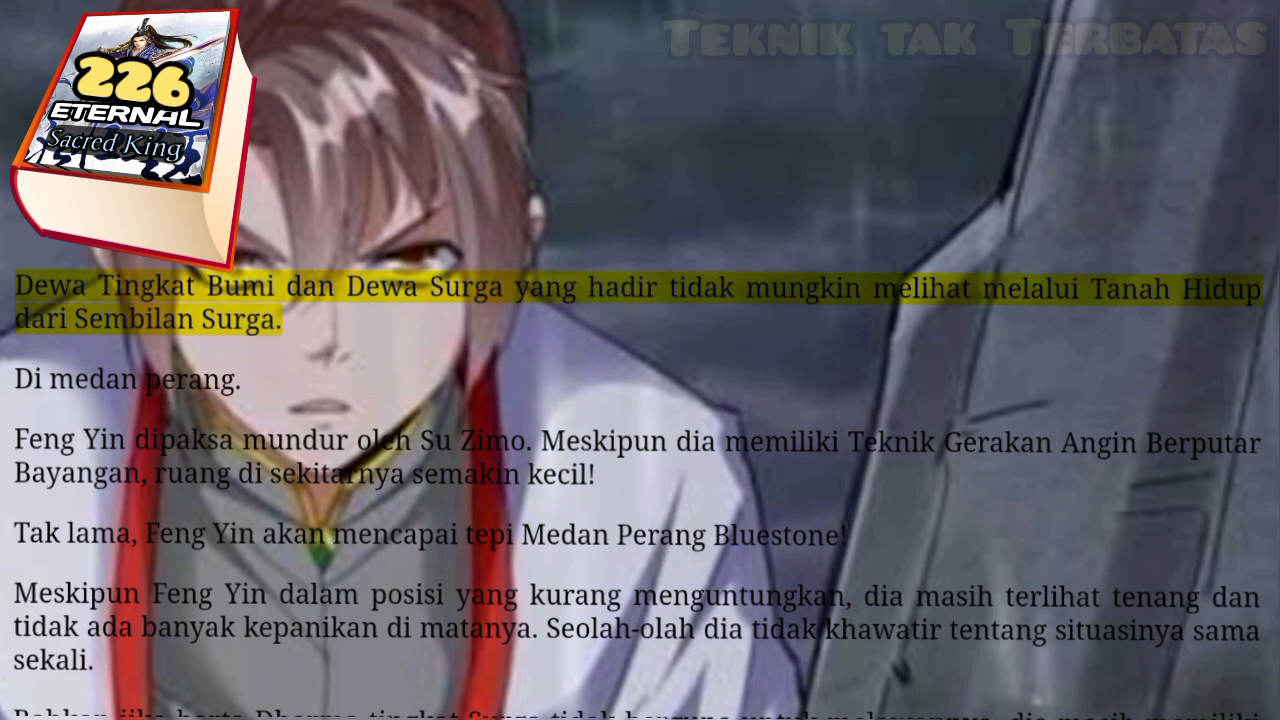 TEKNIK TAK TERBATAS
226
ETERNAL
Sacred King
Dewa Tingkat Bumi dan Dewa Surga yang hadir tidak mungkin melihat melalui Tanah Hidup
dari Sembilan Surga.
Di medan perang.
Feng Yin dipaksa mundur oleh Su Zimo. Meskipun dia memiliki Teknik Gerakan Angin Berputar
Bayangan, ruang di sekitarnya semakin kecil!
Tak lama, Feng Yin akan mencapai tepi Medan Perang Bluestone!
Meskipun Feng Yin dalam posisi yang kurang menguntungkan, dia masih terlihat tenang dan
tidak ada banyak kepanikan di matanya. Seolah-olah dia tidak khawatir tentang situasinya sama
sekali.